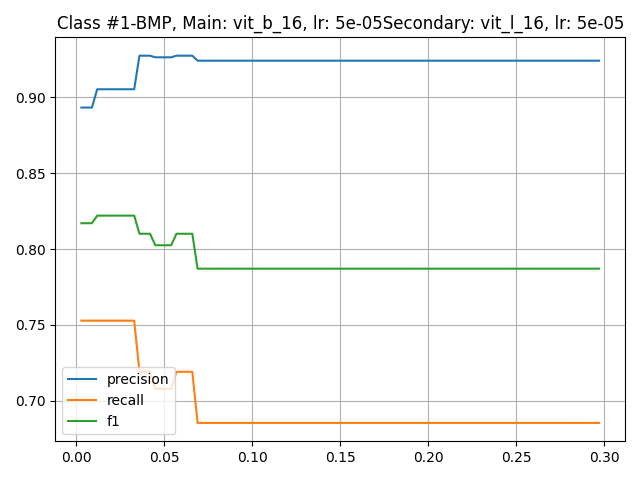 Class #1-BMP, Main: vit_b_16, lr: 5e-05Secondary: vit_l_16, lr: 5e-05
0.90
0.85
0.80
0.75
0.70
precision
recall
f1
0.00 0.05 0.10 0.15 0.20 0.25 0.30